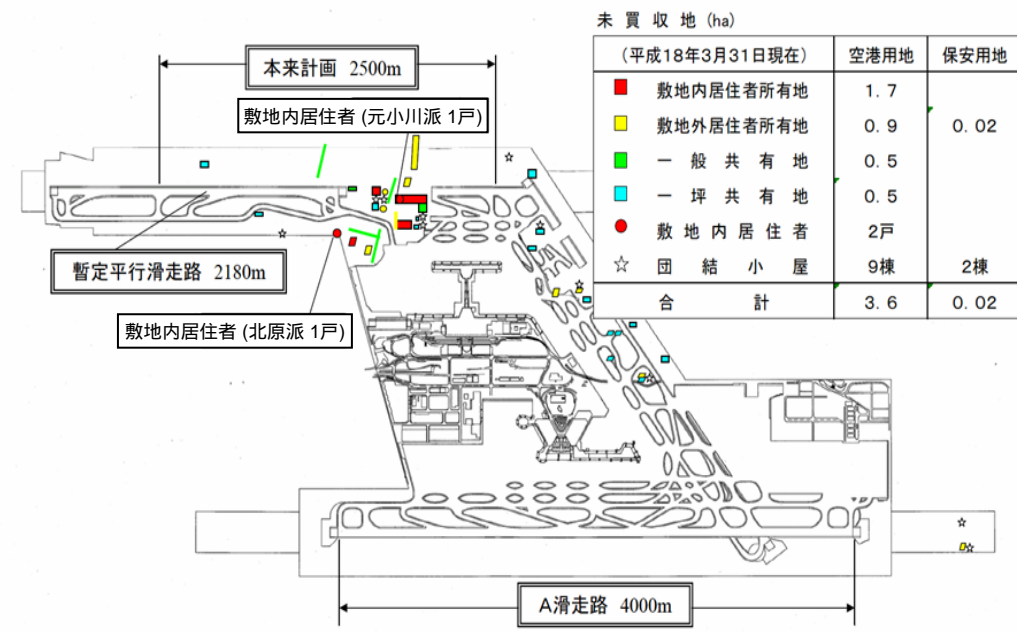 未買収地 (ha)
(平成18年3月31日現在) 空港用地 保安用地
敷地内居住者所有地 1.7
敷地外居住者所有地 0.9 0.02
一般共有地 0.5
一坪共有地 0.5
敷地内居住者 2戸
団結小屋 9棟 2棟
合計 3.6 0.02
本来計画 2500m
敷地内居住者 (元小川派 1戸)
暫定平行滑走路 2180m
敷地内居住者 (北原派 1戸)
A滑走路 4000m